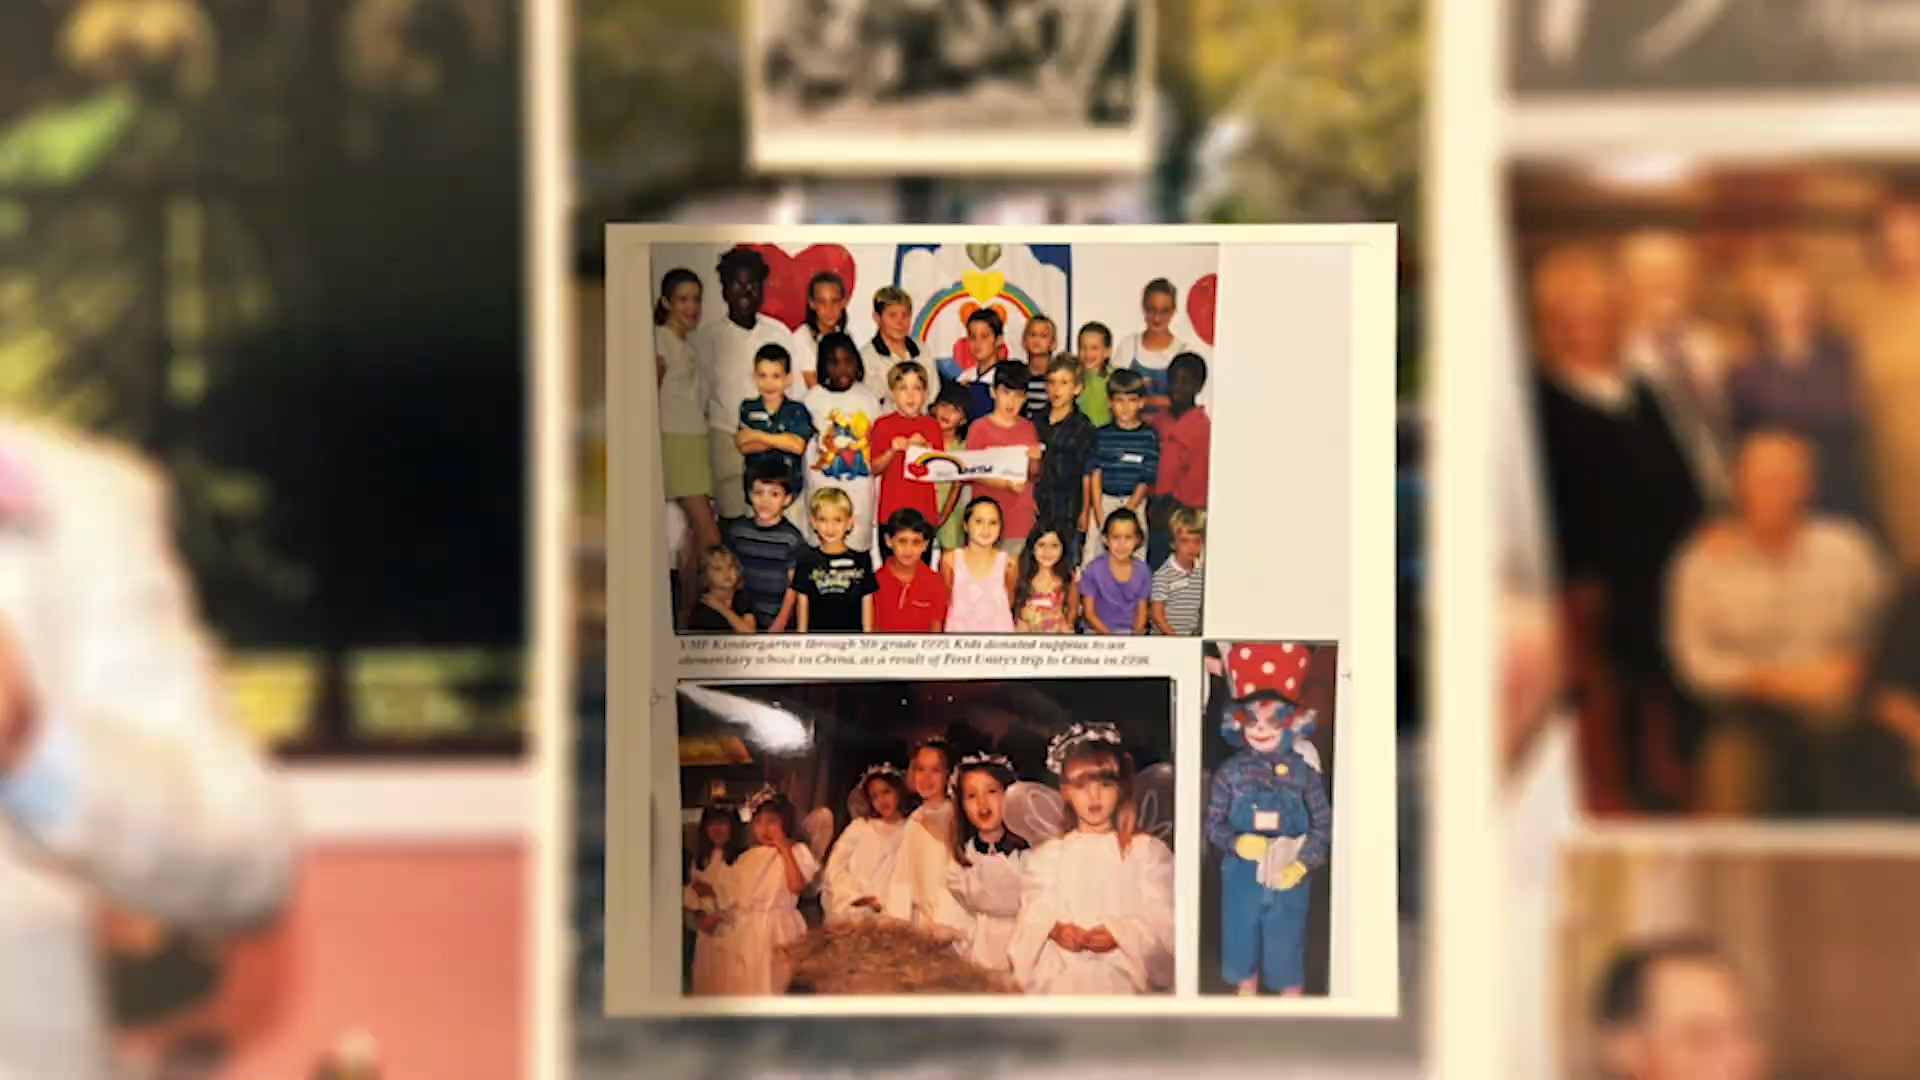 YMP Kindergarten through 5th grade 1999. Kids donated supplies to an
elementary school in China, as a result of First Unity's trip to China in 1998.